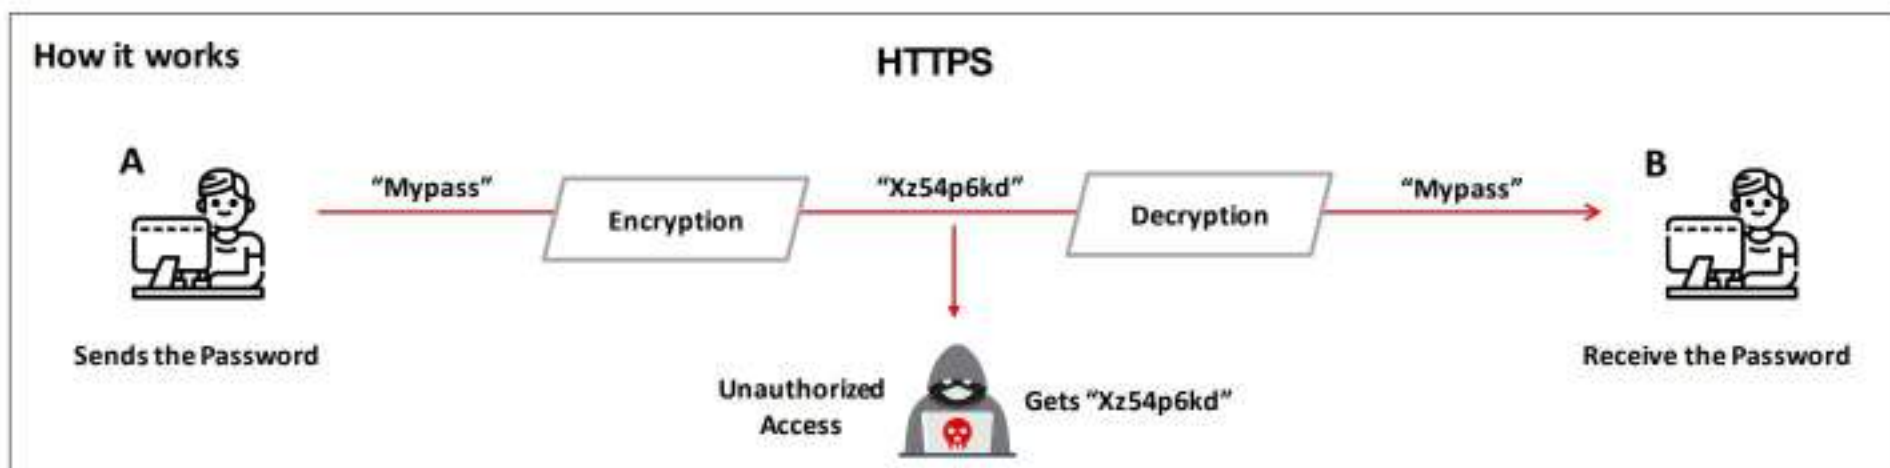 How it works
HTTPS
A
"Mypass"
Encryption
"Xz54p6kd"
Decryption
"Mypass"
B
Sends the Password
Receive the Password
Unauthorized
Access
Gets "Xz54p6kd"